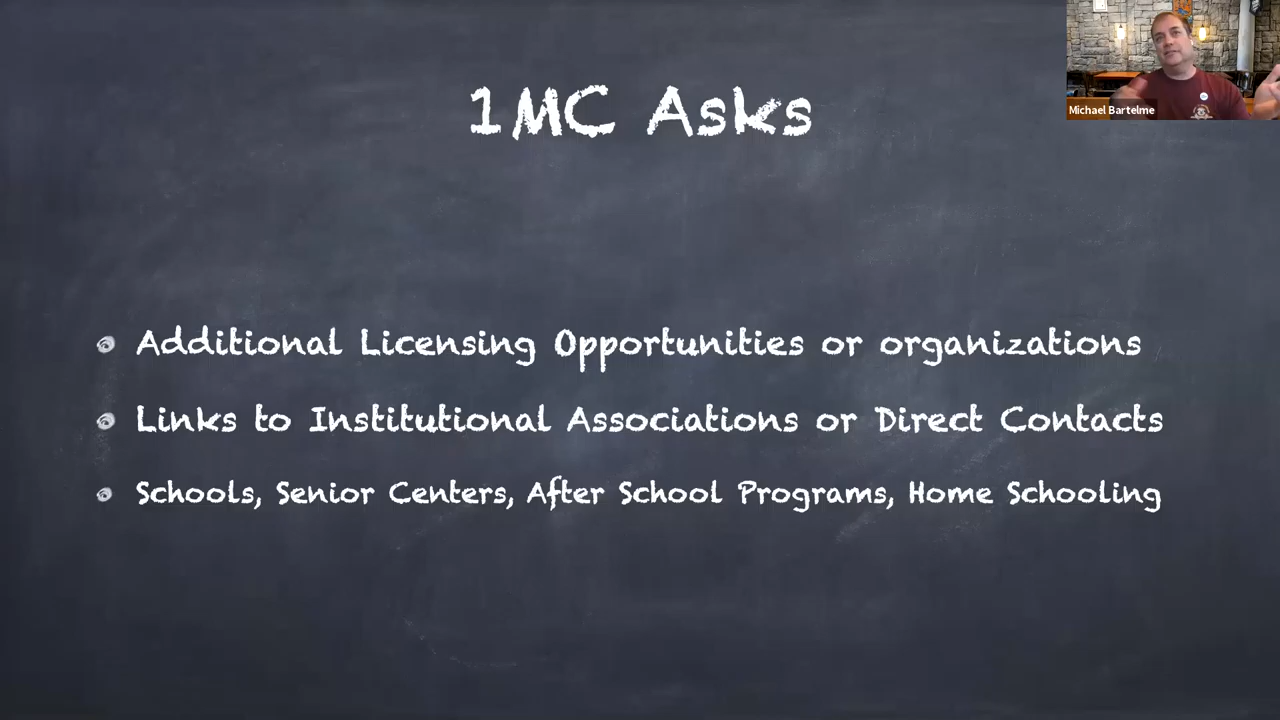 1MC Asks
Michael Bartelme
Additional Licensing Opportunities or organizations
Links to Institutional Associations or Direct Contacts
Schools, Senior Centers, After School Programs, Home Schooling